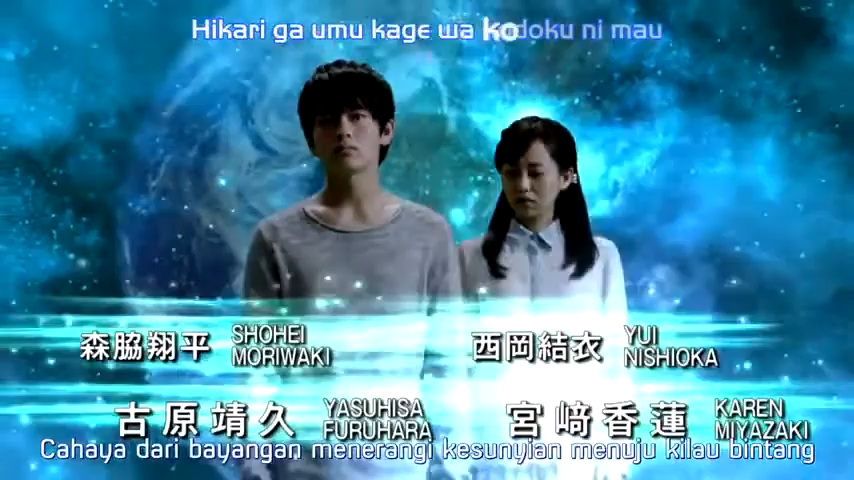 Hikari ga umu kage wa kodoku ni mau
森脇翔平 SHOHEI MORIWAKI
西岡結衣 YUI NISHIOKA
古原靖久 YASUHISA FURUHARA
宮﨑香蓮 KAREN MIYAZAKI
Cahaya dari bayangan menerangi kesunyian menuju kilau bintang